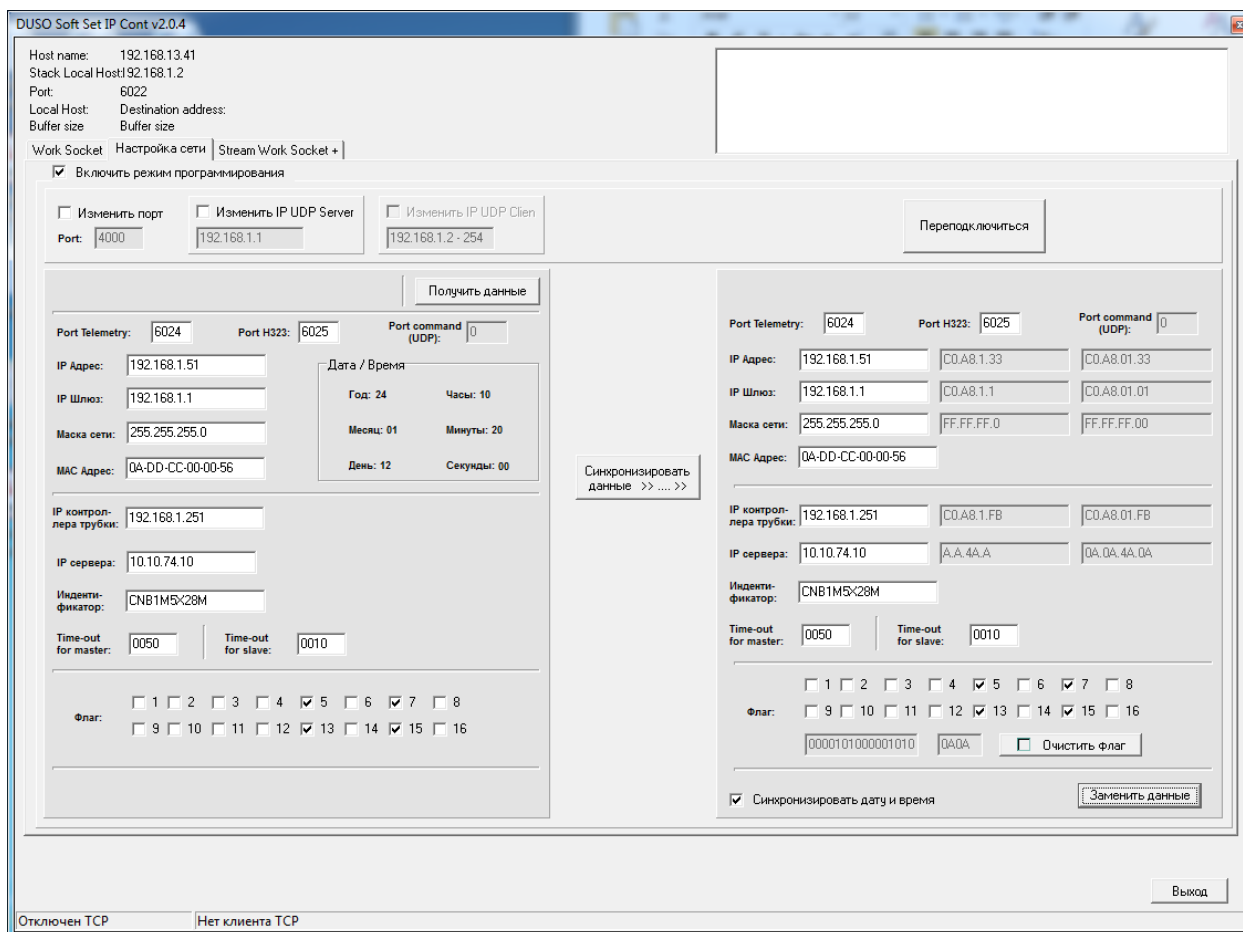 DUSO Soft Set IP Cont v2.0.4
Host name: 192.168.13.41
Stack Local Host:192.168.1.2
Port: 6022
Local Host: Destination address:
Buffer size Buffer size
Work Socket Настройка сети Stream Work Socket +
Включить режим программирования
Изменить порт Изменить IP UDP Server Изменить IP UDP Clien
Port: 4000 192.168.1.1 192.168.1.2 - 254
Переподключиться
Получить данные
Port Telemetry: 6024 Port H323: 6025 Port command (UDP): 0
IP Адрес: 192.168.1.51
IP Шлюз: 192.168.1.1
Маска сети: 255.255.255.0
MAC Адрес: 0A-DD-CC-00-00-56
Дата / Время
Год: 24 Часы: 10
Месяц: 01 Минуты: 20
День: 12 Секунды: 00
IP контрол-
лера трубки: 192.168.1.251
IP сервера: 10.10.74.10
Инденти-
фикатор: CNB1M5X28M
Time-out
for master: 0050
Time-out
for slave: 0010
Флаг: 1 2 3 4 5 6 7 8
9 10 11 12 13 14 15 16
Синхронизировать
данные >> .... >>
Port Telemetry: 6024 Port H323: 6025 Port command (UDP): 0
IP Адрес: 192.168.1.51 C0.A8.1.33 C0.A8.01.33
IP Шлюз: 192.168.1.1 C0.A8.1.1 C0.A8.01.01
Маска сети: 255.255.255.0 FF.FF.FF.0 FF.FF.FF.00
MAC Адрес: 0A-DD-CC-00-00-56
IP контрол-
лера трубки: 192.168.1.251 C0.A8.1.FB C0.A8.01.FB
IP сервера: 10.10.74.10 A.A.4A.A 0A.0A.4A.0A
Инденти-
фикатор: CNB1M5X28M
Time-out
for master: 0050
Time-out
for slave: 0010
Флаг: 1 2 3 4 5 6 7 8
9 10 11 12 13 14 15 16
0000101000001010 0A0A Очистить флаг
Синхронизировать дату и время Заменить данные
Выход
Отключен TCP Нет клиента TCP